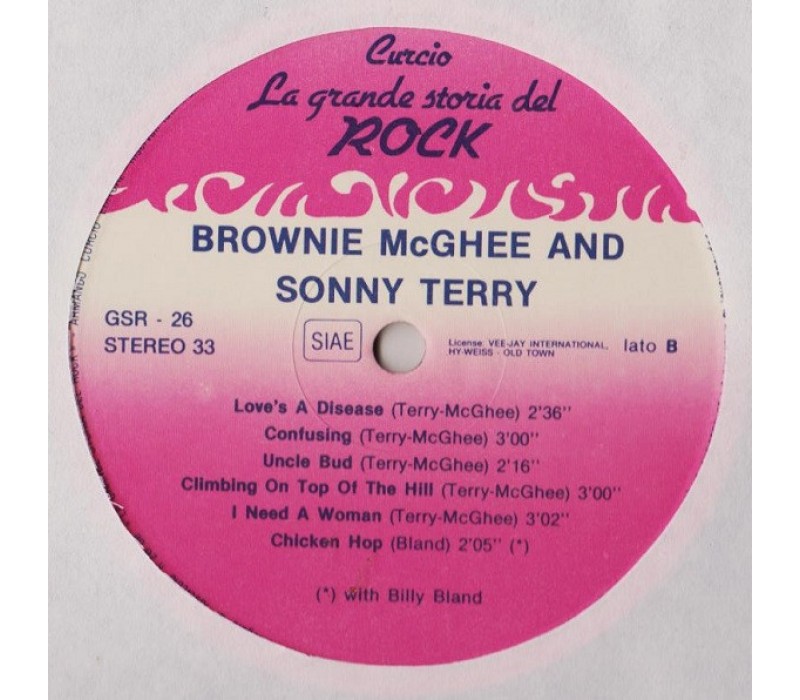 Curcio
La grande storia del
ROCK
BROWNIE McGHEE AND
SONNY TERRY
GSR - 26
STEREO 33
SIAE
License: VEE-JAY INTERNATIONAL.
HY-WEISS - OLD TOWN
lato B
Love's A Disease (Terry-McGhee) 2'36''
Confusing (Terry-McGhee) 3'00''
Uncle Bud (Terry-McGhee) 2'16''
Climbing On Top Of The Hill (Terry-McGhee) 3'00''
I Need A Woman (Terry-McGhee) 3'02''
Chicken Hop (Bland) 2'05'' (*)
(*) with Billy Bland
ARMANDO CURCIO